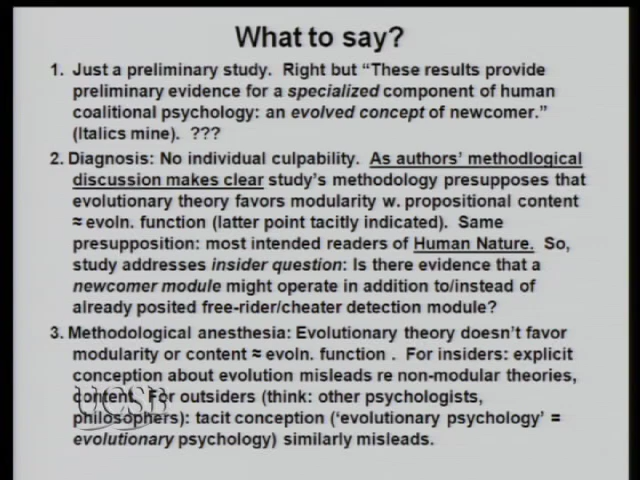 What to say?
1. Just a preliminary study. Right but "These results provide
preliminary evidence for a specialized component of human
coalitional psychology: an evolved concept of newcomer."
(Italics mine). ???
2. Diagnosis: No individual culpability. As authors' methodlogical
discussion makes clear study's methodology presupposes that
evolutionary theory favors modularity w. propositional content
≈ evoln. function (latter point tacitly indicated). Same
presupposition: most intended readers of Human Nature. So,
study addresses insider question: Is there evidence that a
newcomer module might operate in addition to/instead of
already posited free-rider/cheater detection module?
3. Methodological anesthesia: Evolutionary theory doesn't favor
modularity or content ≈ evoln. function . For insiders: explicit
conception about evolution misleads re non-modular theories,
content. For outsiders (think: other psychologists,
philosophers): tacit conception ('evolutionary psychology' =
evolutionary psychology) similarly misleads.
UCSB